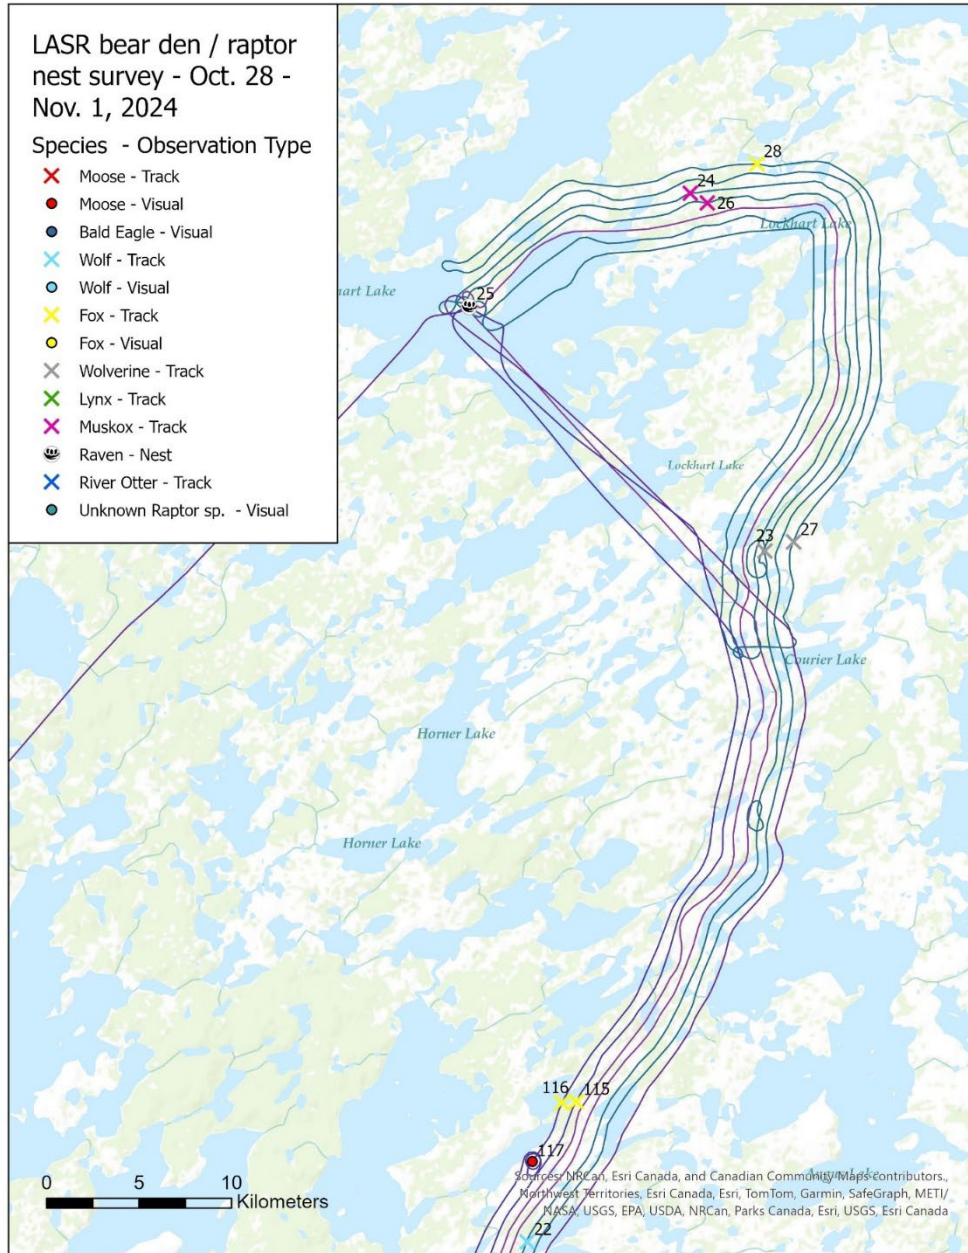 LASR bear den / raptor
nest survey - Oct. 28 -
Nov. 1, 2024
Species - Observation Type
Moose - Track
Moose - Visual
Bald Eagle - Visual
Wolf - Track
Wolf - Visual
Fox - Track
Fox - Visual
Wolverine - Track
Lynx - Track
Muskox - Track
Raven - Nest
River Otter - Track
Unknown Raptor sp. - Visual
28
24
26
Lockhart Lake
hart Lake
25
Lockhart Lake
23
27
Courier Lake
Horner Lake
Horner Lake
116
115
117
22
0 5 10
Kilometers
Sources: NRCan, Esri Canada, and Canadian Community Maps contributors.,
Northwest Territories, Esri Canada, Esri, TomTom, Garmin, SafeGraph, METI/
NASA, USGS, EPA, USDA, NRCan, Parks Canada, Esri, USGS, Esri Canada